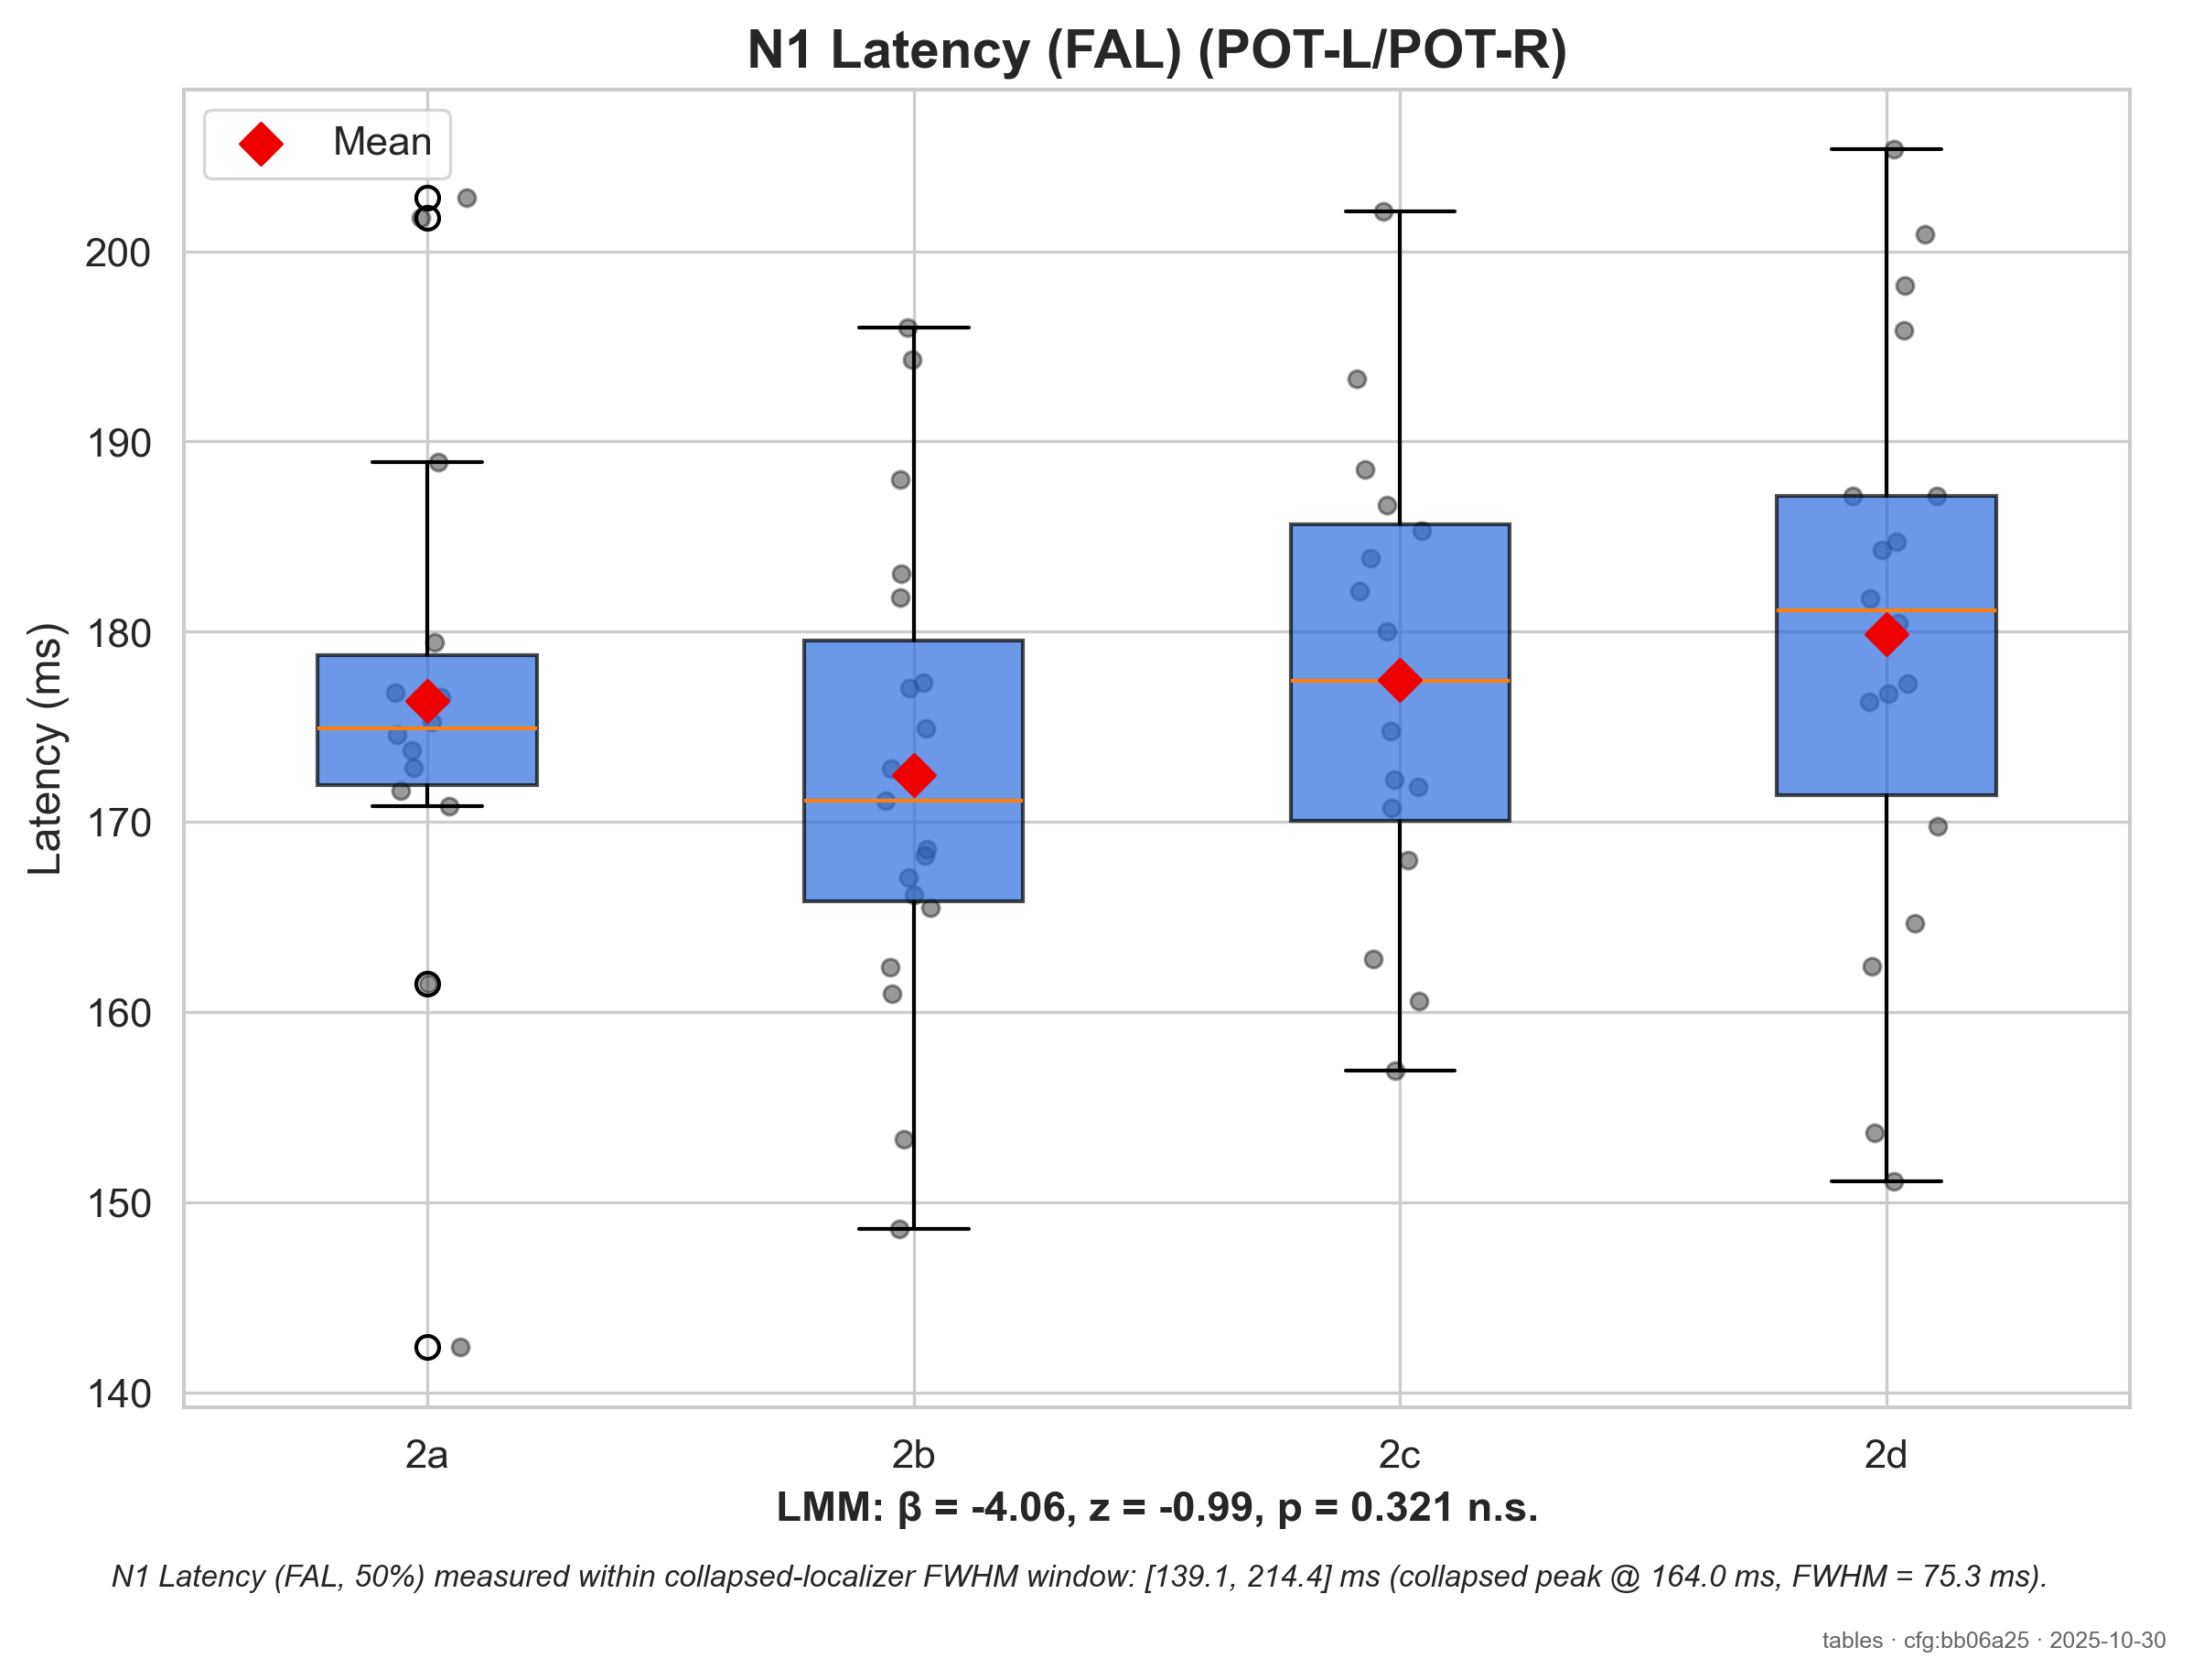 N1 Latency (FAL) (POT-L/POT-R)
Mean
Latency (ms)
200
190
180
170
160
150
140
2a 2b 2c 2d
LMM: β = -4.06, z = -0.99, p = 0.321 n.s.
N1 Latency (FAL, 50%) measured within collapsed-localizer FWHM window: [139.1, 214.4] ms (collapsed peak @ 164.0 ms, FWHM = 75.3 ms).
tables · cfg:bb06a25 · 2025-10-30